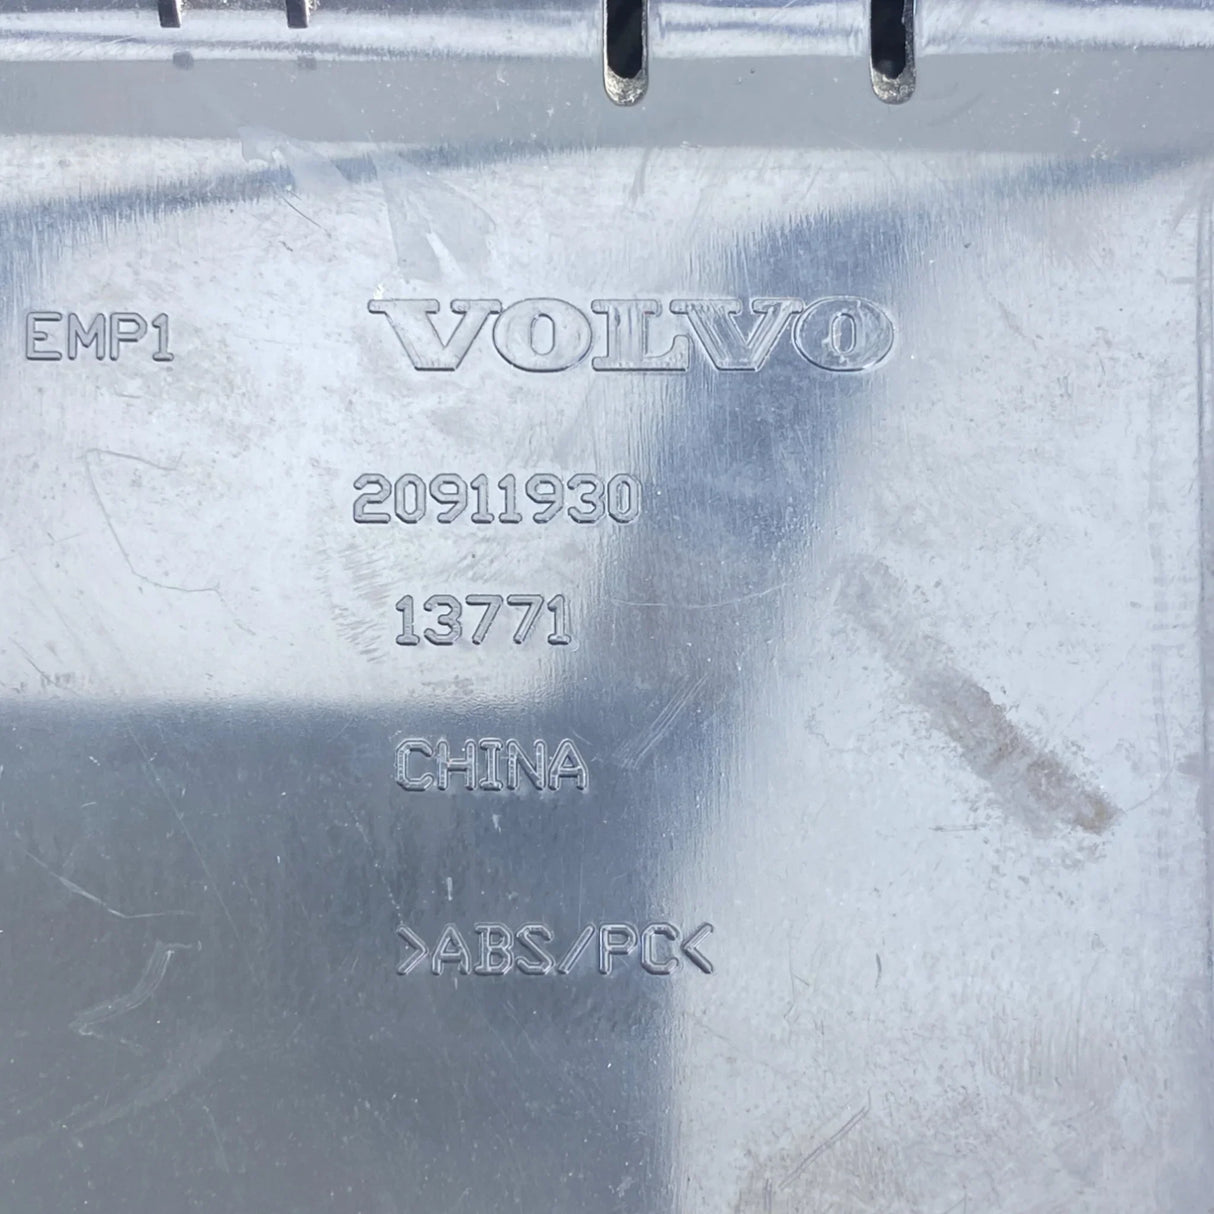 EMP1
VOLVO
20911930
13771
CHINA
>ABS/PC<